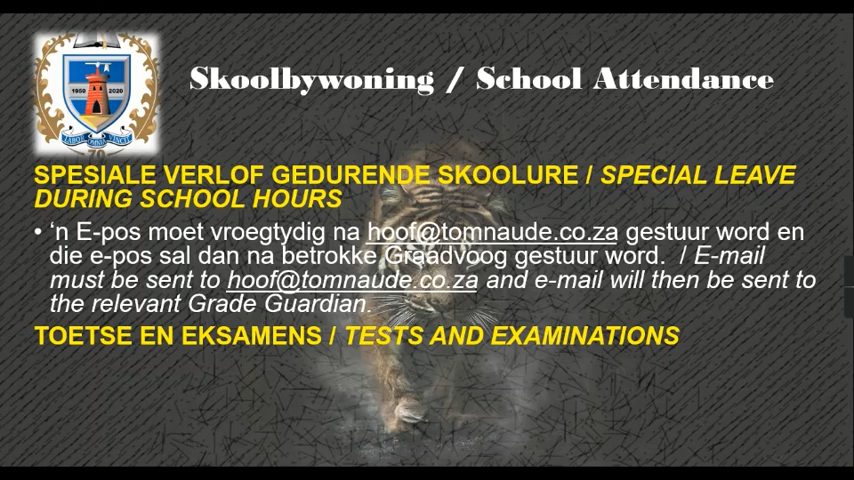 Skoolbywoning / School Attendance
1950 2020
LABOR OMNIA VINCIT
70
SPESIALE VERLOF GEDURENDE SKOOLURE / SPECIAL LEAVE
DURING SCHOOL HOURS
• ‘n E-pos moet vroegtydig na hoof@tomnaude.co.za gestuur word en
die e-pos sal dan na betrokke Graadvoog gestuur word. / E-mail
must be sent to hoof@tomnaude.co.za and e-mail will then be sent to
the relevant Grade Guardian.
TOETSE EN EKSAMENS / TESTS AND EXAMINATIONS